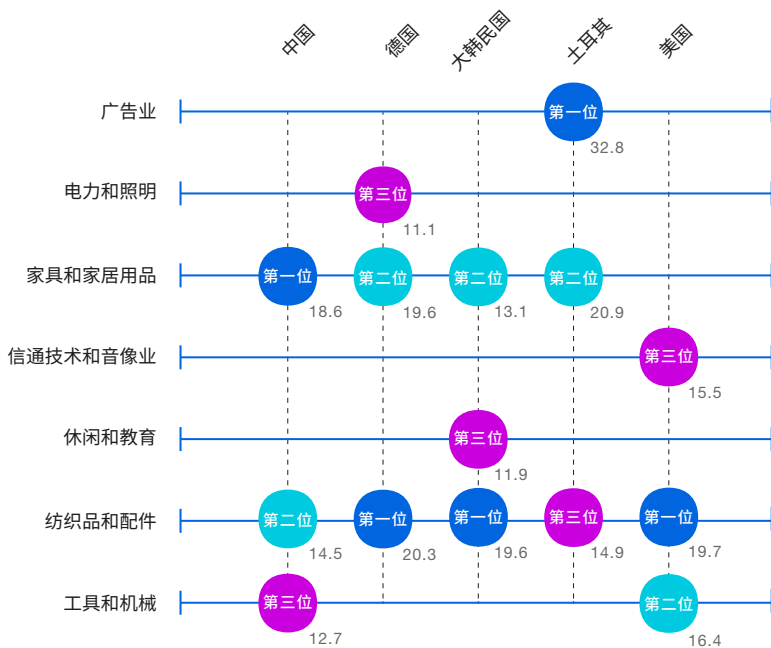 中国 德国 大韩民国 土耳其 美国
广告业 第一位
32.8
电力和照明 第三位
11.1
家具和家居用品 第一位 第二位 第二位 第二位
18.6 19.6 13.1 20.9
信通技术和音像业 第三位
15.5
休闲和教育 第三位
11.9
纺织品和配件 第二位 第一位 第一位 第三位 第一位
14.5 20.3 19.6 14.9 19.7
工具和机械 第三位 第二位
12.7 16.4